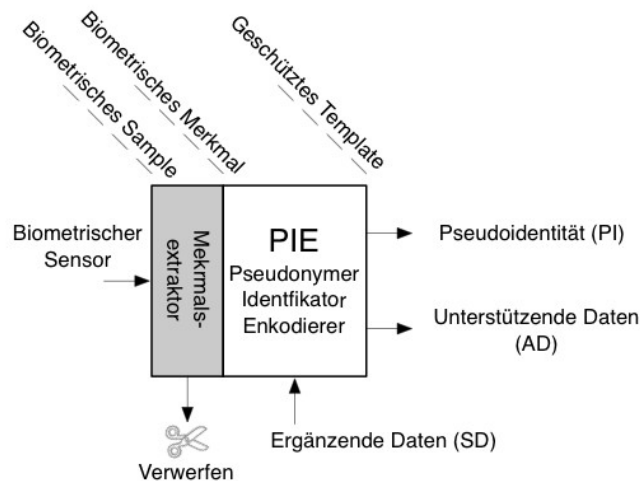 Biometrisches Sample
Biometrisches Merkmal
Geschütztes Template
Biometrischer
Sensor
Mekrmals-
extraktor
PIE
Pseudonymer
Identfikator
Enkodierer
Pseudoidentität (PI)
Unterstützende Daten
(AD)
Ergänzende Daten (SD)
Verwerfen